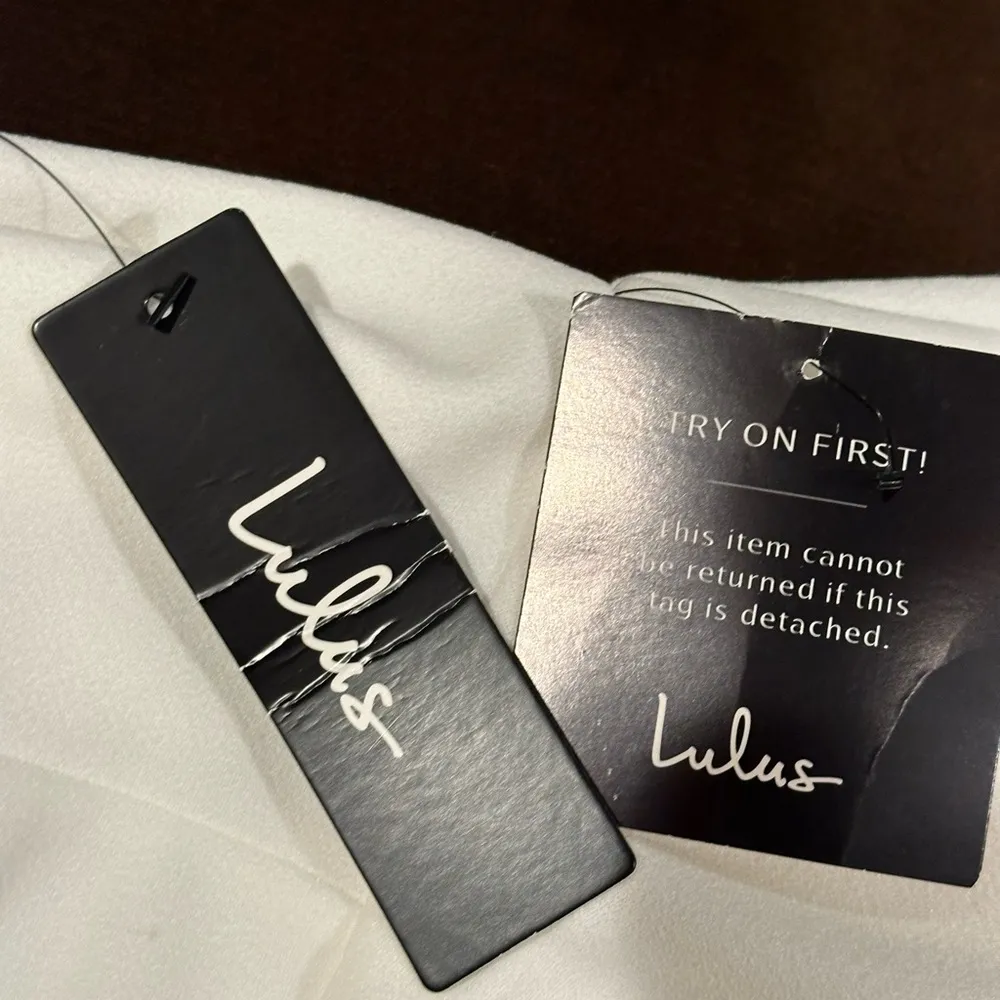 Lulus
TRY ON FIRST!
This item cannot
be returned if this
tag is detached.
Lulus